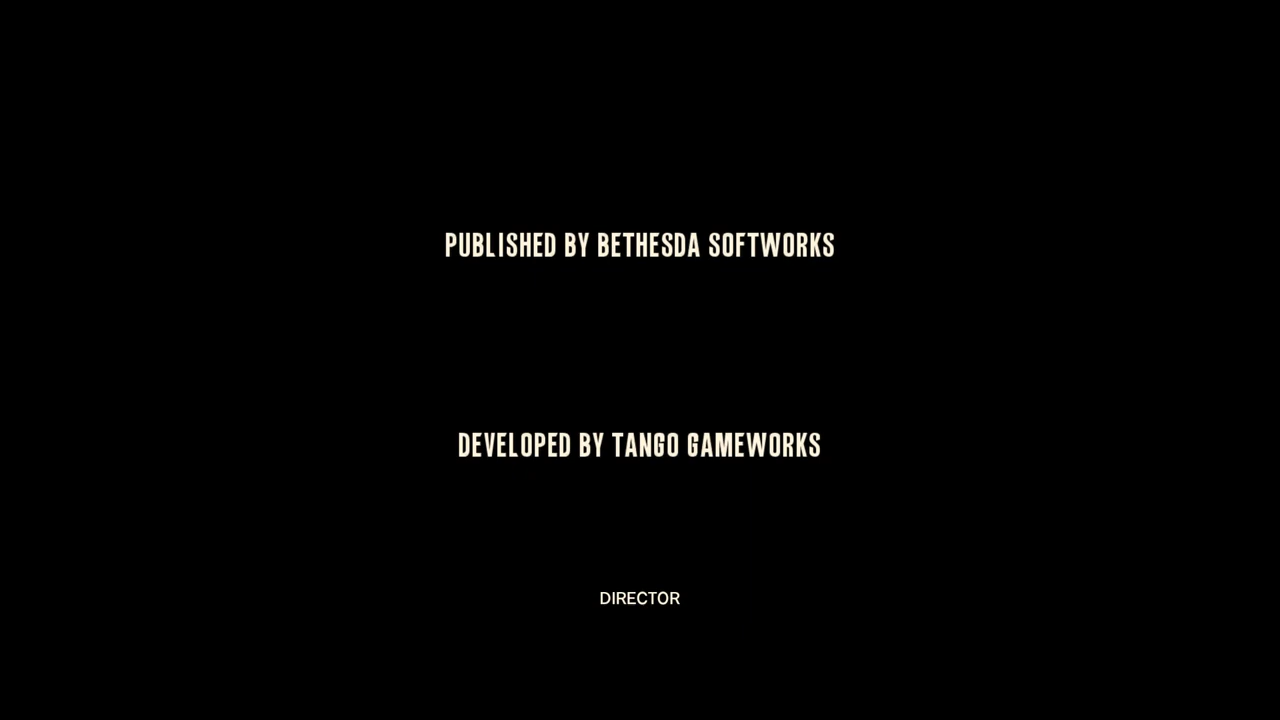 PUBLISHED BY BETHESDA SOFTWORKS
DEVELOPED BY TANGO GAMEWORKS
DIRECTOR